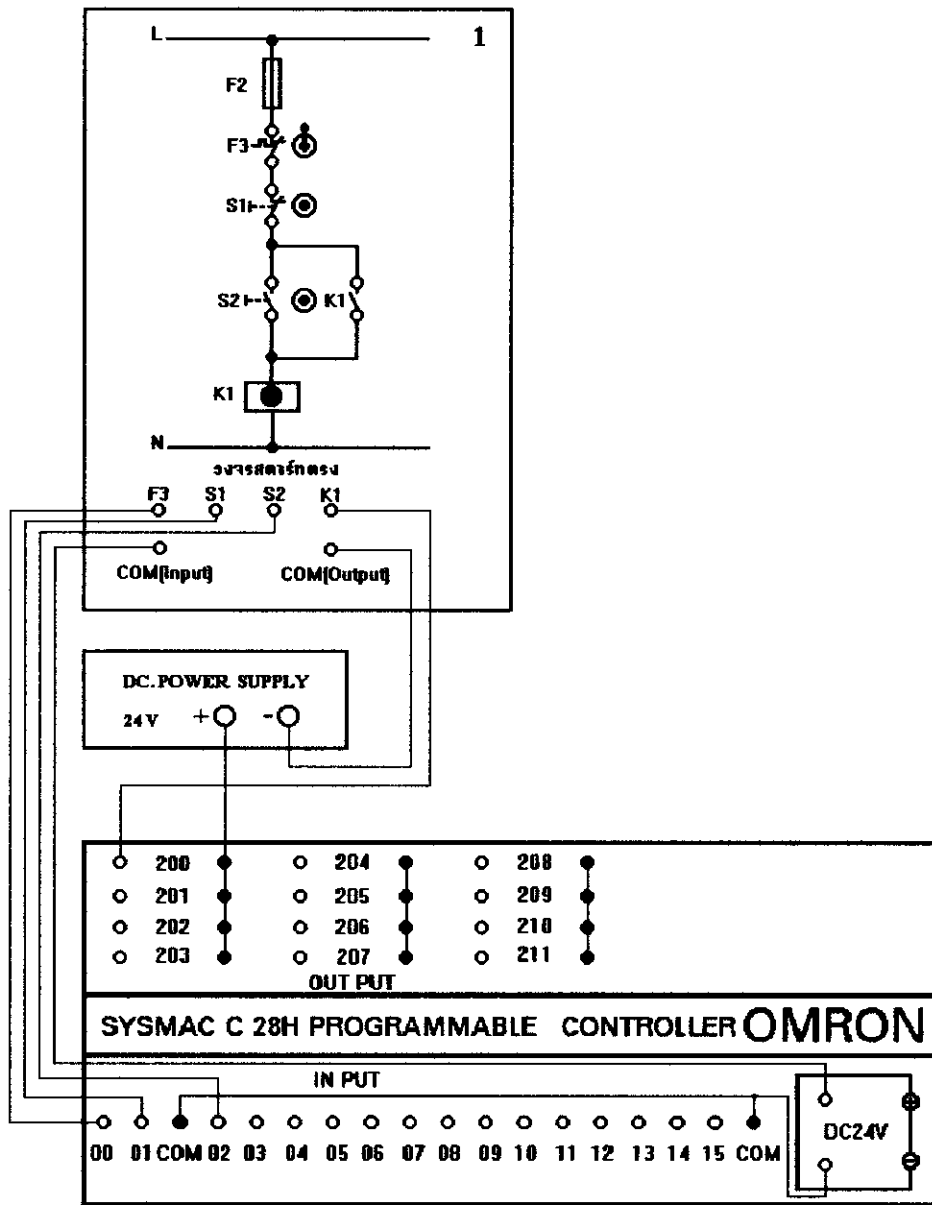 L 1
F2
F3
S1
S2 K1
K1
N
วงจรสตาร์ทตรง
F3 S1 S2 K1
COM(Input) COM(Output)
DC.POWER SUPPLY
24 V + -
200 204 208
201 205 209
202 206 210
203 207 211
OUT PUT
SYSMAC C 28H PROGRAMMABLE CONTROLLER OMRON
IN PUT
DC24V
00 01 COM 02 03 04 05 06 07 08 09 10 11 12 13 14 15 COM